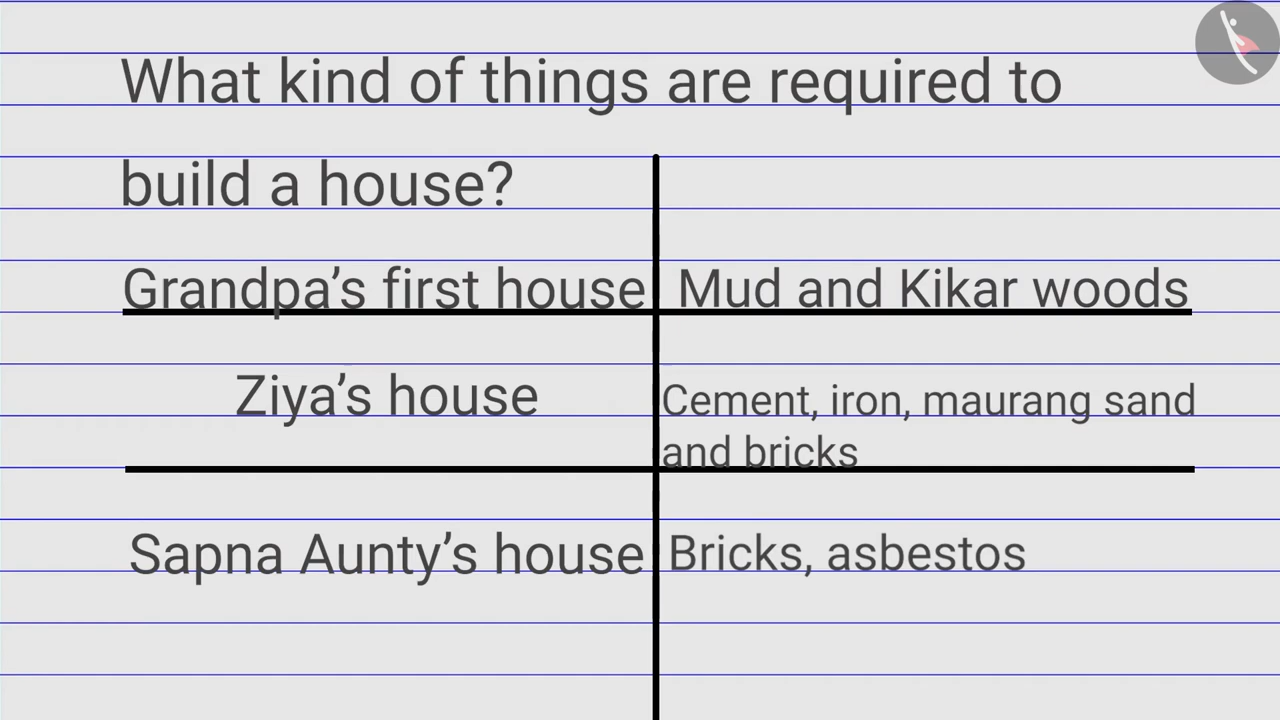 What kind of things are required to
build a house?
Grandpa’s first house Mud and Kikar woods
Ziya’s house Cement, iron, maurang sand
and bricks
Sapna Aunty’s house Bricks, asbestos